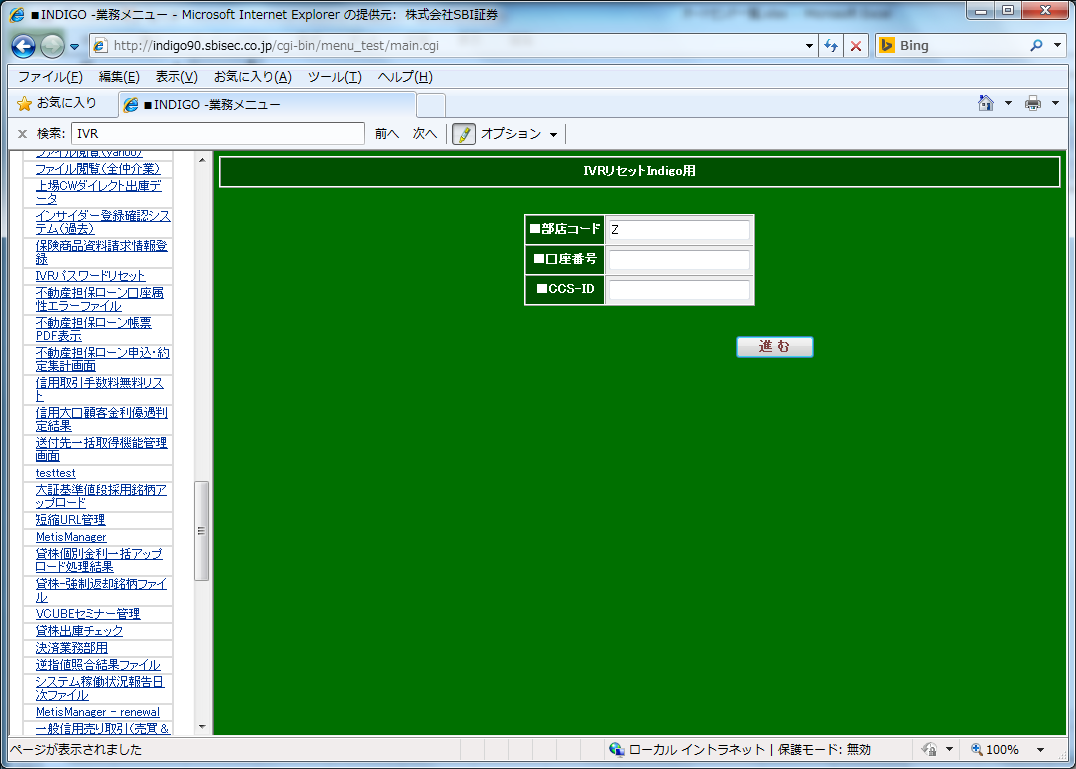 ■INDIGO -業務メニュー - Microsoft Internet Explorer の提供元: 株式会社SBI証券
http://indigo90.sbisec.co.jp/cgi-bin/menu_test/main.cgi
Bing
ファイル(F) 編集(E) 表示(V) お気に入り(A) ツール(T) ヘルプ(H)
お気に入り
■INDIGO -業務メニュー
× 検索: IVR 前へ 次へ オプション
ファイル閲覧(yahoo)
ファイル閲覧(全仲介業)
上場CWダイレクト出庫デ
ータ
インサイダー登録確認シス
テム(過去)
保険商品資料請求情報登
録
IVRパスワードリセット
不動産担保ローン口座属
性エラーファイル
不動産担保ローン帳票
PDF表示
不動産担保ローン申込・約
定集計画面
信用取引手数料無料リス
ト
信用大口顧客金利優遇判
定結果
送付先一括取得機能管理
画面
testtest
大証基準値段採用銘柄ア
ップロード
短縮URL管理
MetisManager
貸株個別金利一括アップ
ロード処理結果
貸株-強制返却銘柄ファイ
ル
VCUBEセミナー管理
貸株出庫チェック
決済業務部用
逆指値照合結果ファイル
システム稼働状況報告日
次ファイル
MetisManager - renewal
一般信用売り取引(売買&
IVRリセットIndigo用
■部店コード Z
■口座番号
■CCS-ID
進 む
ページが表示されました
ローカル イントラネット | 保護モード: 無効
100%